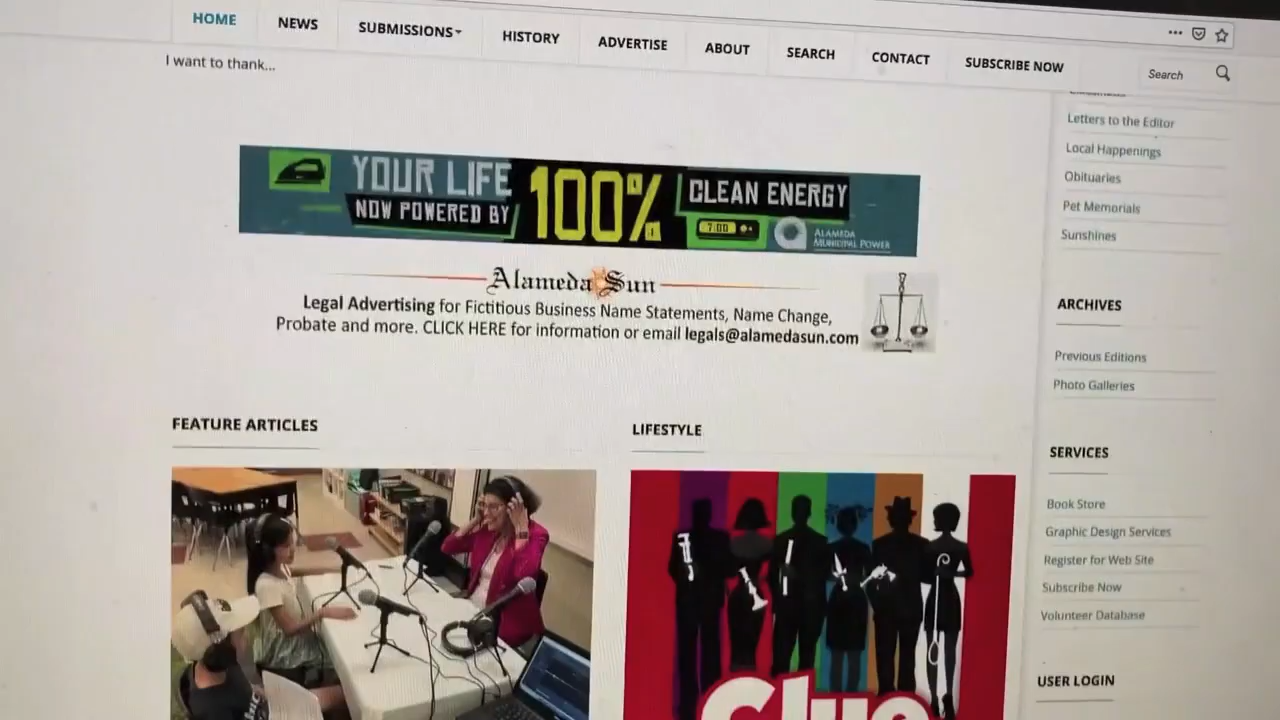 HOME
NEWS
SUBMISSIONS
HISTORY
ADVERTISE
ABOUT
SEARCH
CONTACT
SUBSCRIBE NOW
Search
I want to thank...
YOUR LIFE
NOW POWERED BY
100%
CLEAN ENERGY
7:00
ALAMEDA
MUNICIPAL POWER
Alameda Sun
Legal Advertising for Fictitious Business Name Statements, Name Change,
Probate and more. CLICK HERE for information or email legals@alamedasun.com
FEATURE ARTICLES
LIFESTYLE
Clue
Letters to the Editor
Local Happenings
Obituaries
Pet Memorials
Sunshines
ARCHIVES
Previous Editions
Photo Galleries
SERVICES
Book Store
Graphic Design Services
Register for Web Site
Subscribe Now
Volunteer Database
USER LOGIN